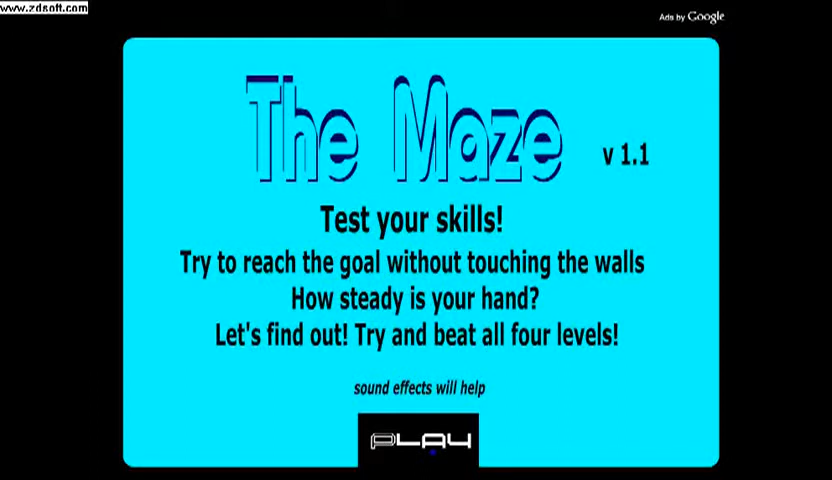 www.zdsoft.com
Ads by Google
The Maze
v 1.1
Test your skills!
Try to reach the goal without touching the walls
How steady is your hand?
Let's find out! Try and beat all four levels!
sound effects will help
PLAY